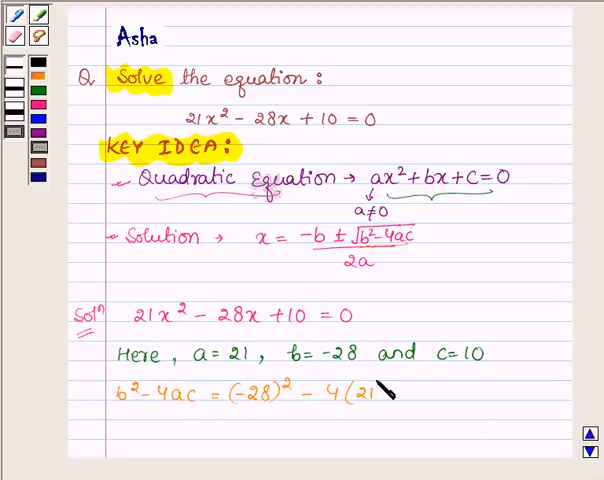 Asha
Q Solve the equation :
21x² - 28x + 10 = 0
KEY IDEA:
Quadratic Equation → ax² + bx + c = 0
↓
a≠0
Solution → x = -b ± √b² - 4ac
2a
Solⁿ 21x² - 28x + 10 = 0
Here, a = 21, b = -28 and c = 10
b² - 4ac = (-28)² - 4(21